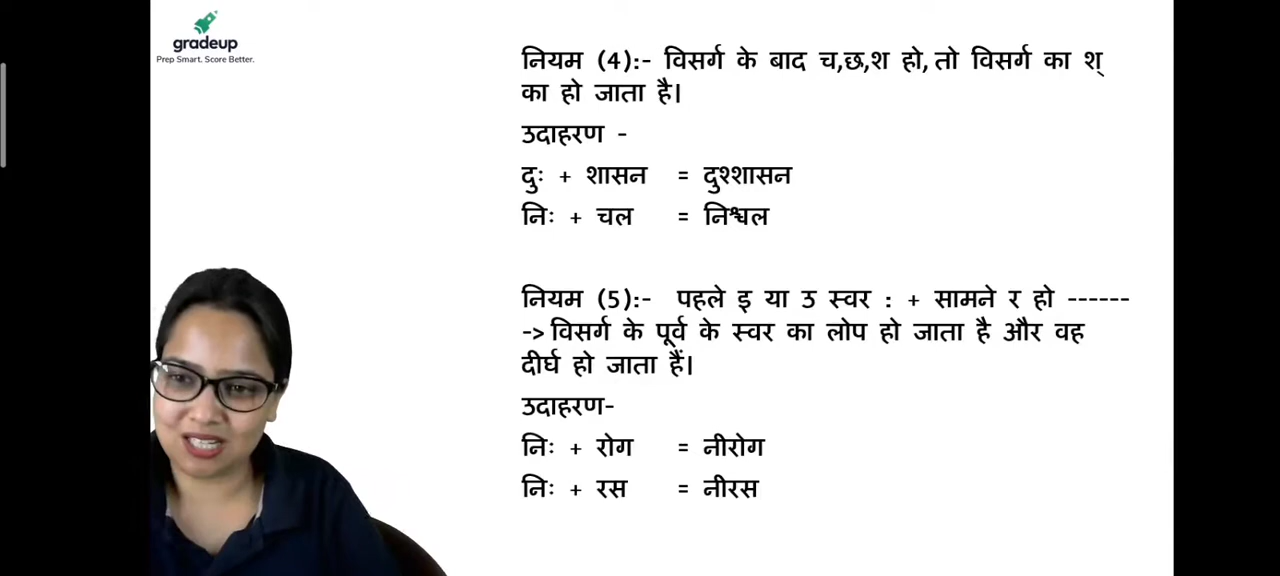 gradeup
Prep Smart. Score Better.
नियम (4):- विसर्ग के बाद च,छ,श हो, तो विसर्ग का श्
का हो जाता है।
उदाहरण -
दुः + शासन = दुश्शासन
निः + चल = निश्चल
नियम (5):- पहले इ या उ स्वर : + सामने र हो ------
-> विसर्ग के पूर्व के स्वर का लोप हो जाता है और वह
दीर्घ हो जाता हैं।
उदाहरण-
निः + रोग = नीरोग
निः + रस = नीरस